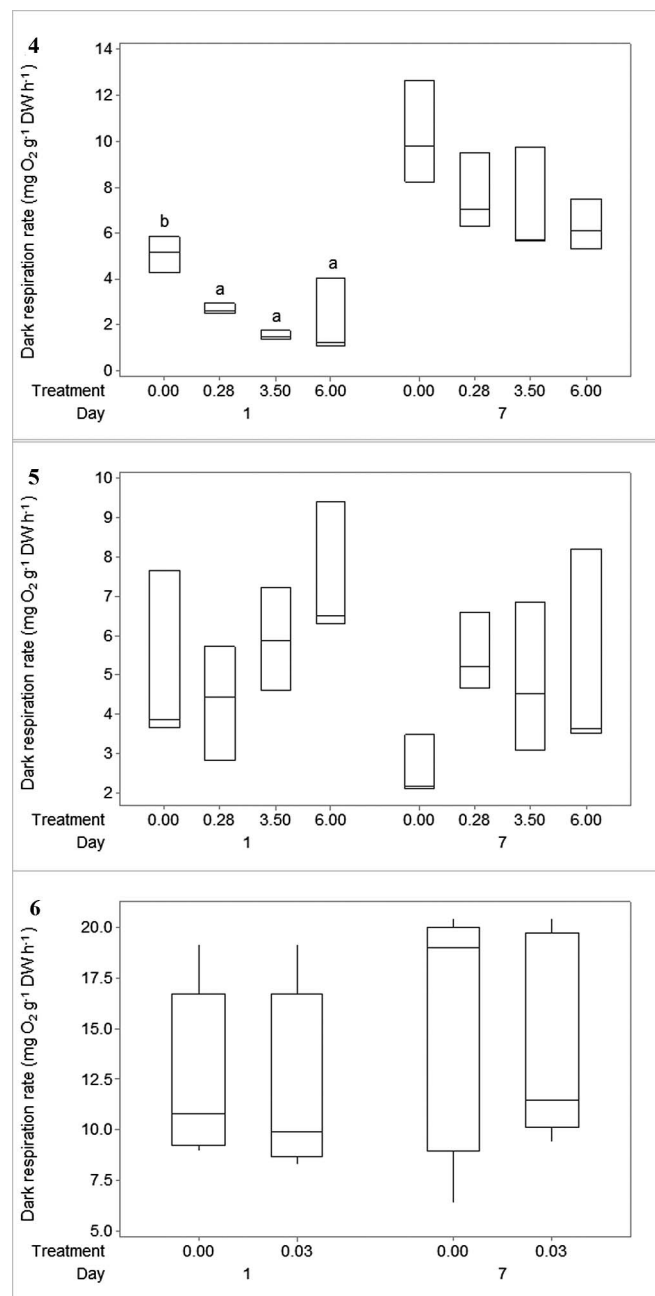 4
Dark respiration rate (mg O₂ g⁻¹ DW h⁻¹)
14
12
10
8
6
4
2
0
b
a
a
a
Treatment 0.00 0.28 3.50 6.00 0.00 0.28 3.50 6.00
Day 1 7
5
Dark respiration rate (mg O₂ g⁻¹ DW h⁻¹)
10
9
8
7
6
5
4
3
2
Treatment 0.00 0.28 3.50 6.00 0.00 0.28 3.50 6.00
Day 1 7
6
Dark respiration rate (mg O₂ g⁻¹ DW h⁻¹)
20.0
17.5
15.0
12.5
10.0
7.5
5.0
Treatment 0.00 0.03 0.00 0.03
Day 1 7